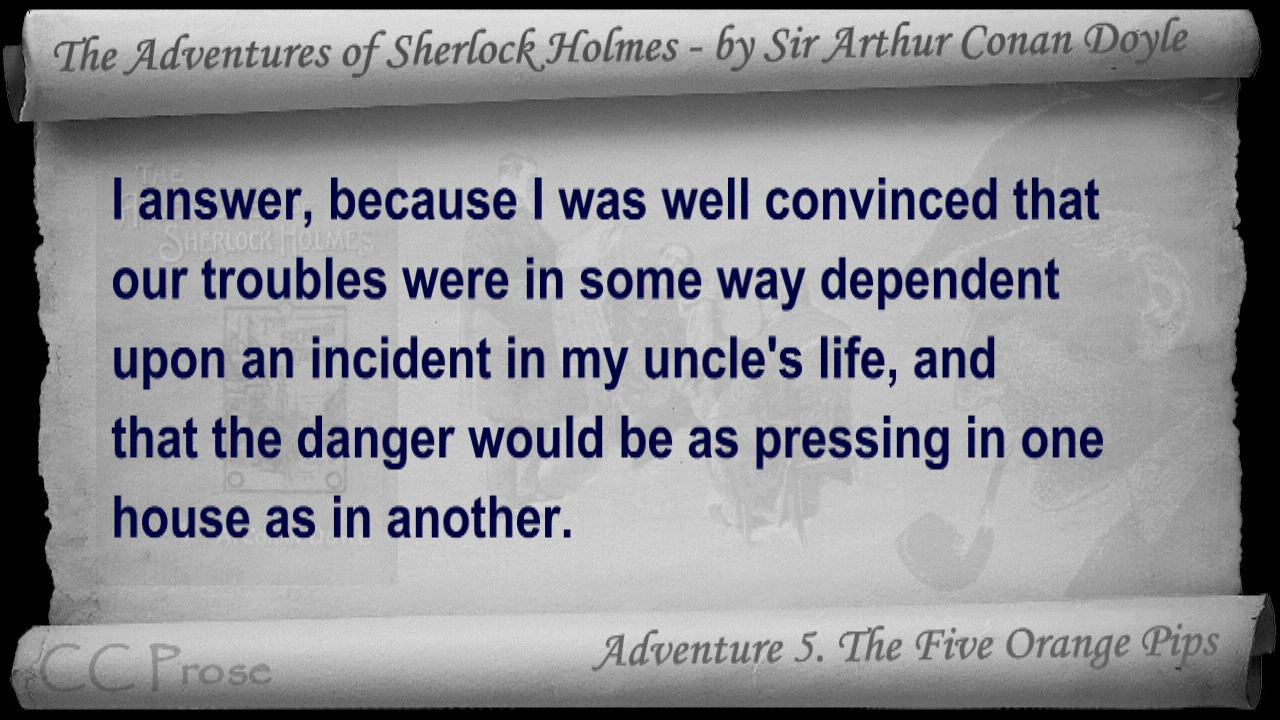 The Adventures of Sherlock Holmes - by Sir Arthur Conan Doyle
I answer, because I was well convinced that
our troubles were in some way dependent
upon an incident in my uncle's life, and
that the danger would be as pressing in one
house as in another.
SHERLOCK HOLMES
CC Prose
Adventure 5. The Five Orange Pips